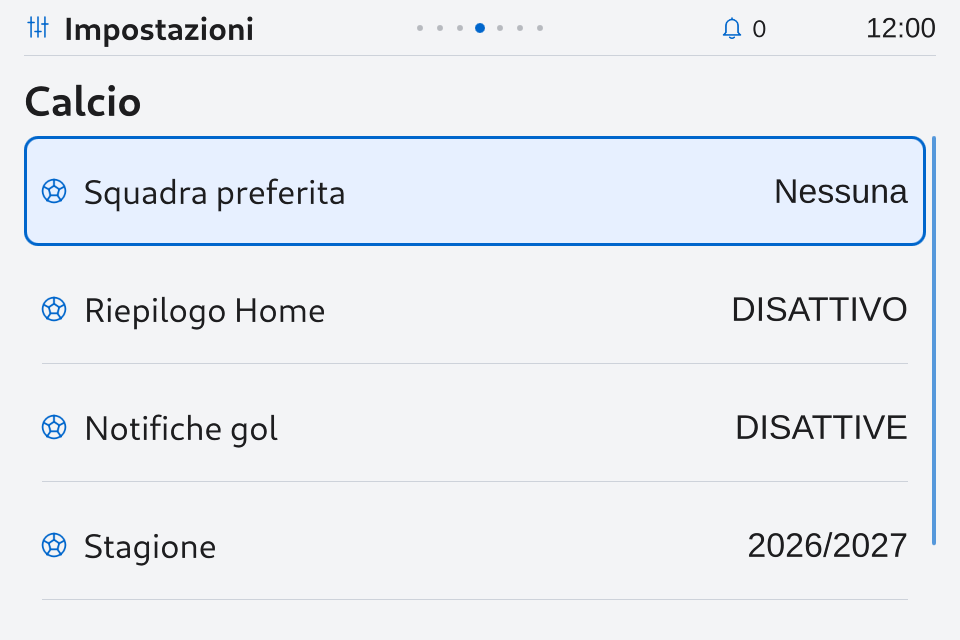 Impostazioni
0
12:00
Calcio
Squadra preferita
Nessuna
Riepilogo Home
DISATTIVO
Notifiche gol
DISATTIVE
Stagione
2026/2027